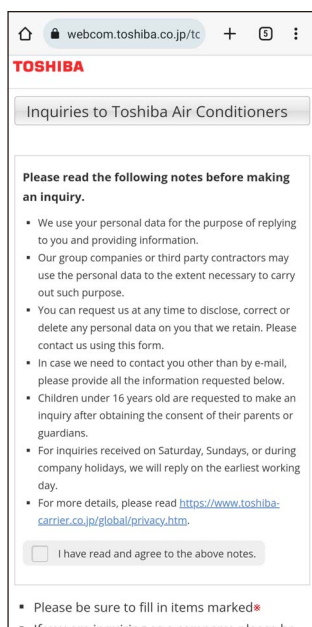 webcom.toshiba.co.jp/tc + 5
TOSHIBA
Inquiries to Toshiba Air Conditioners
Please read the following notes before making
an inquiry.
▪ We use your personal data for the purpose of replying
to you and providing information.
▪ Our group companies or third party contractors may
use the personal data to the extent necessary to carry
out such purpose.
▪ You can request us at any time to disclose, correct or
delete any personal data on you that we retain. Please
contact us using this form.
▪ In case we need to contact you other than by e-mail,
please provide all the information requested below.
▪ Children under 16 years old are requested to make an
inquiry after obtaining the consent of their parents or
guardians.
▪ For inquiries received on Saturday, Sundays, or during
company holidays, we will reply on the earliest working
day.
▪ For more details, please read https://www.toshiba-
carrier.co.jp/global/privacy.htm.
I have read and agree to the above notes.
▪ Please be sure to fill in items marked※